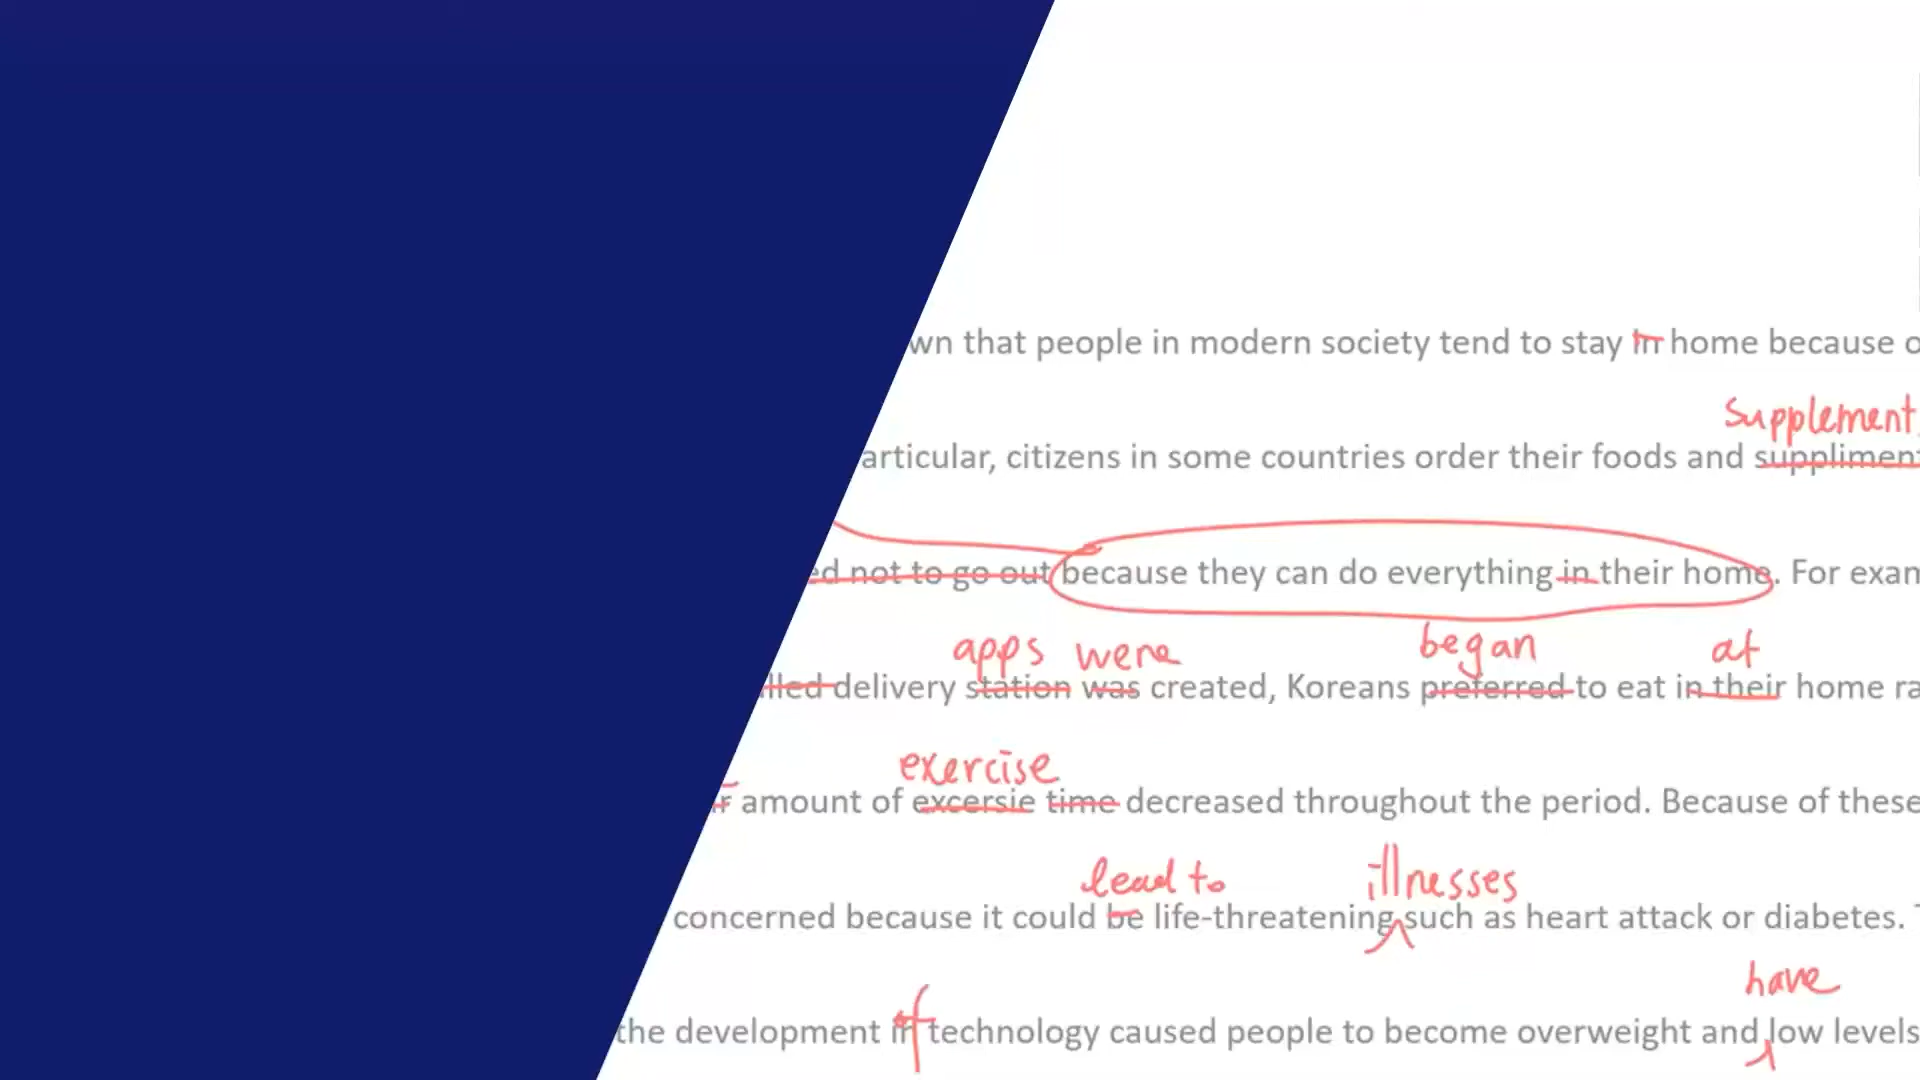 wn that people in modern society tend to stay in home because o
supplement
articular, citizens in some countries order their foods and supplimen
ed not to go out because they can do everything in their home. For exam
apps were began at
lled delivery station was created, Koreans preferred to eat in their home ra
exercise
r amount of excersie time decreased throughout the period. Because of these
lead to illnesses
concerned because it could be life-threatening such as heart attack or diabetes.
have
of
the development in technology caused people to become overweight and low levels